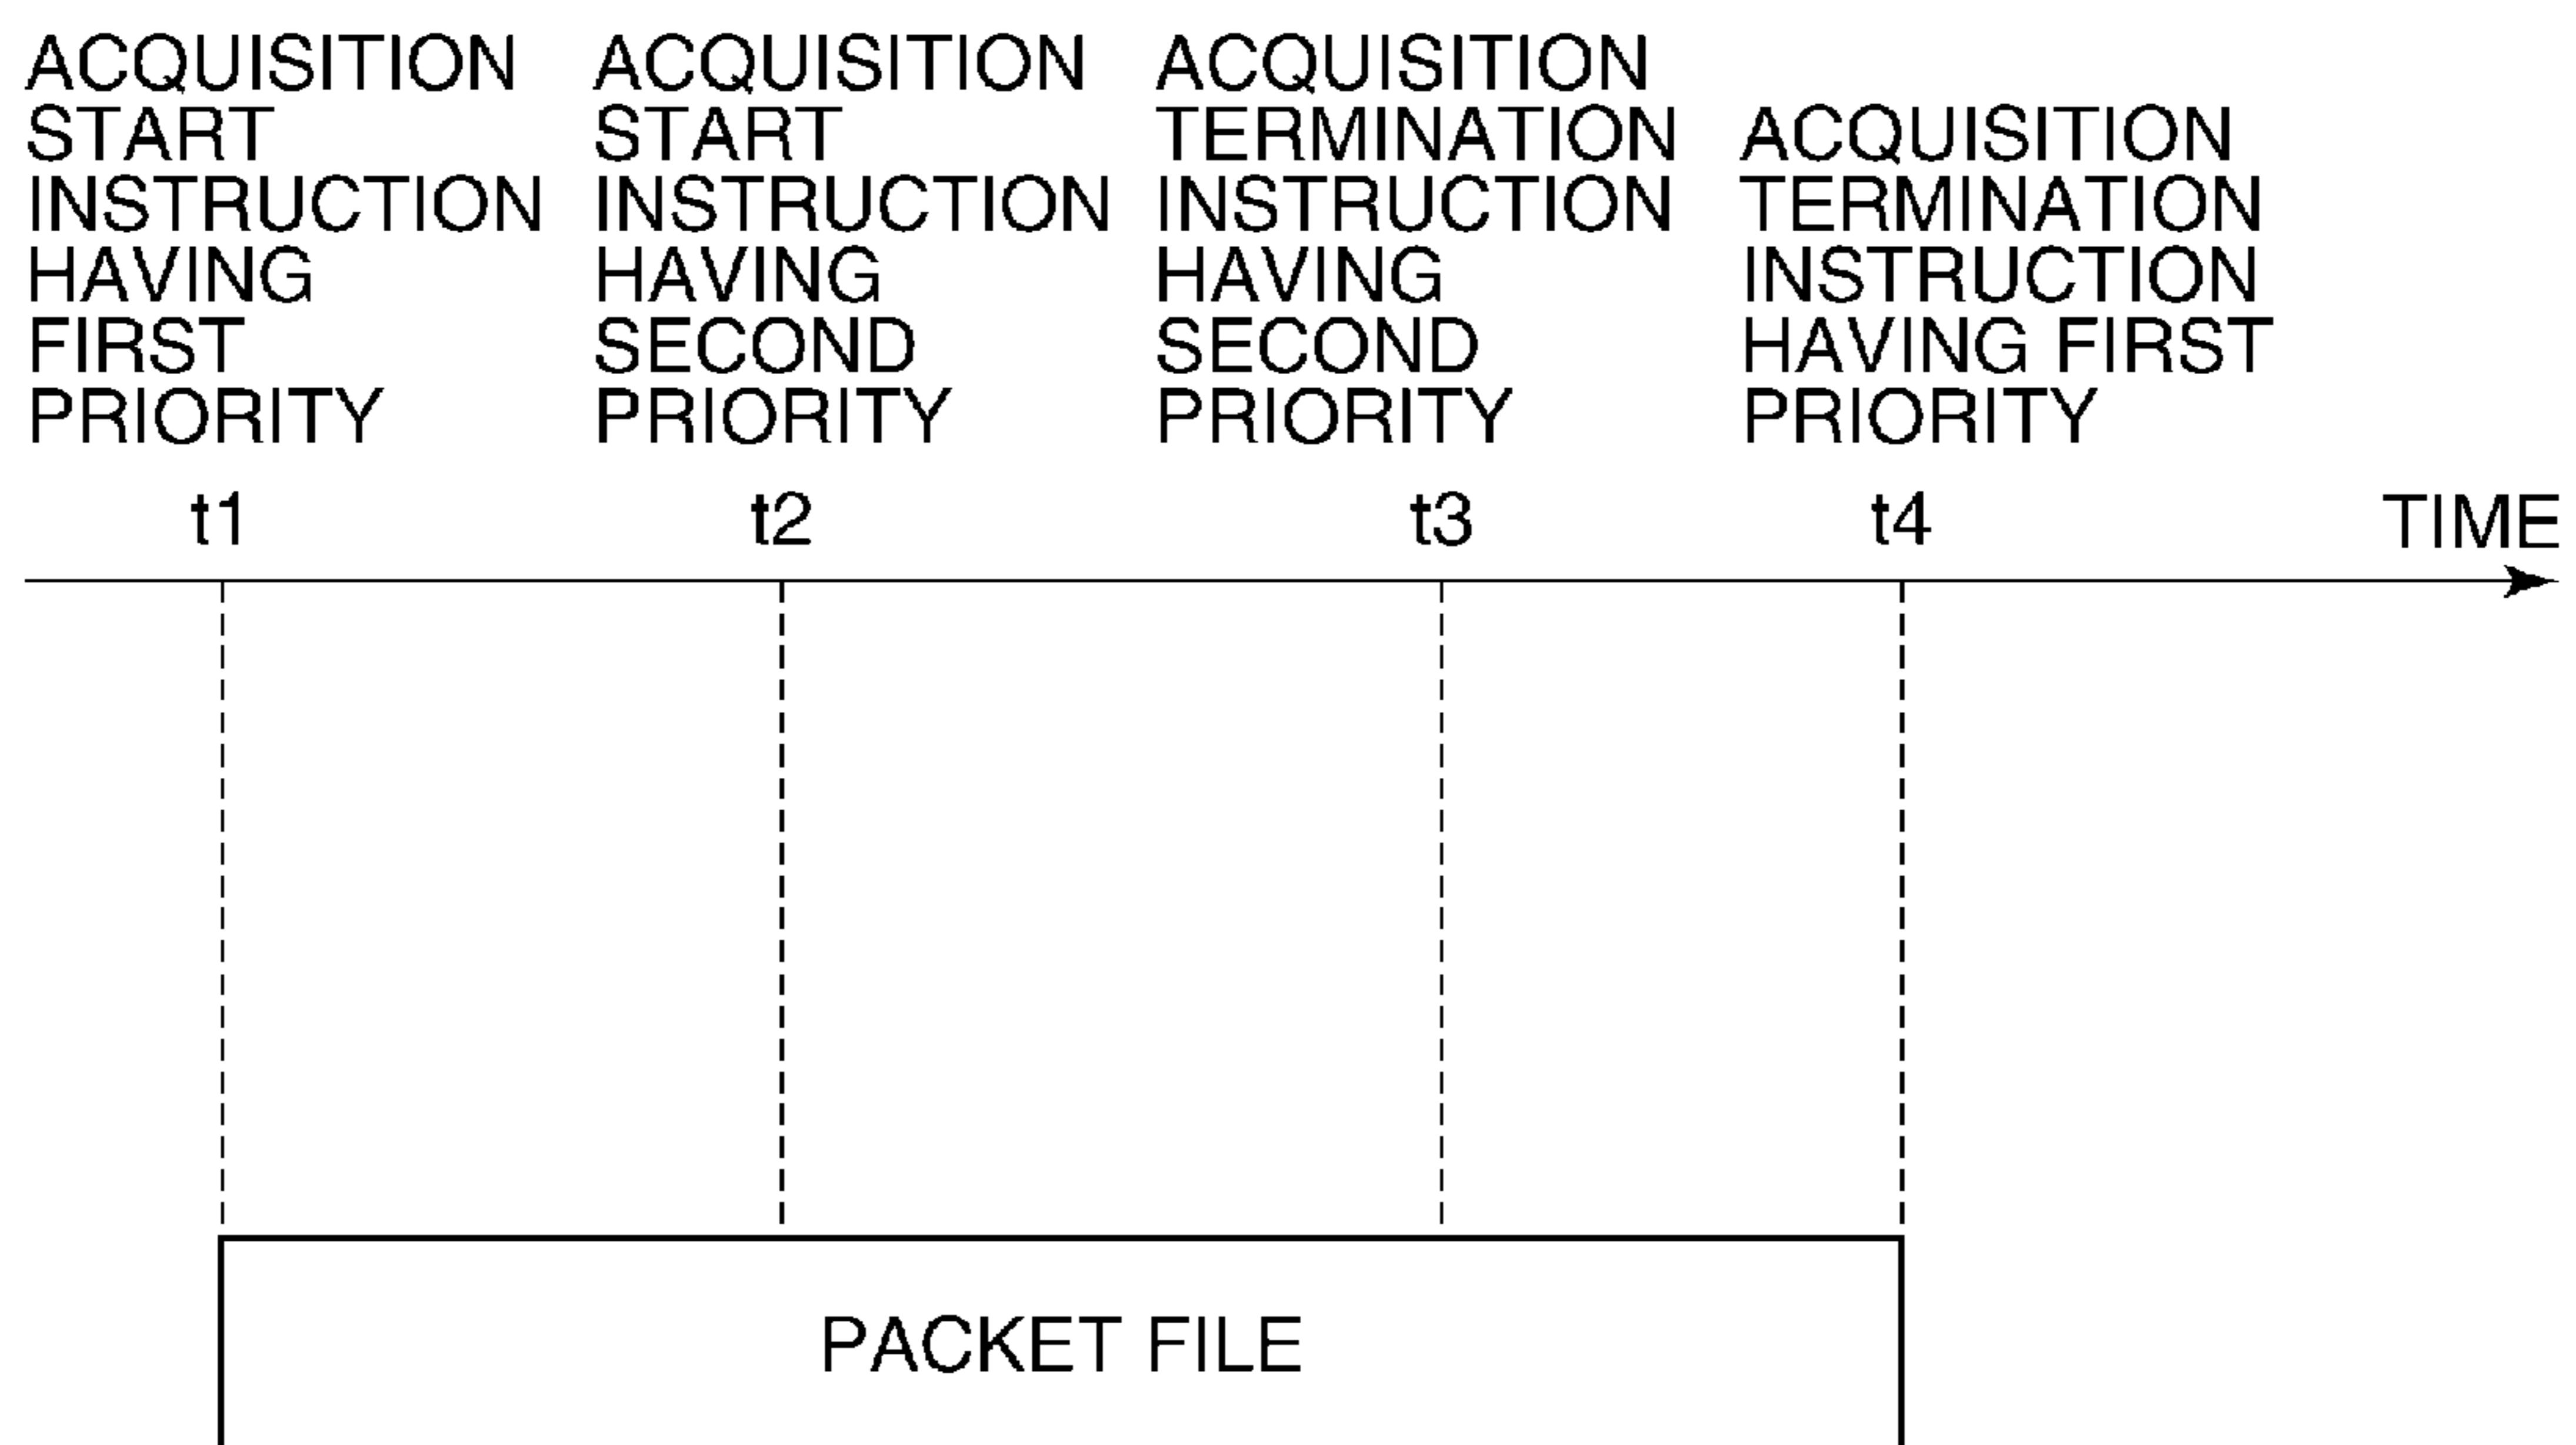 ACQUISITION
START
INSTRUCTION
HAVING
FIRST
PRIORITY
ACQUISITION
START
INSTRUCTION
HAVING
SECOND
PRIORITY
ACQUISITION
TERMINATION
INSTRUCTION
HAVING
SECOND
PRIORITY
ACQUISITION
TERMINATION
INSTRUCTION
HAVING FIRST
PRIORITY
t1
t2
t3
t4
TIME
PACKET FILE